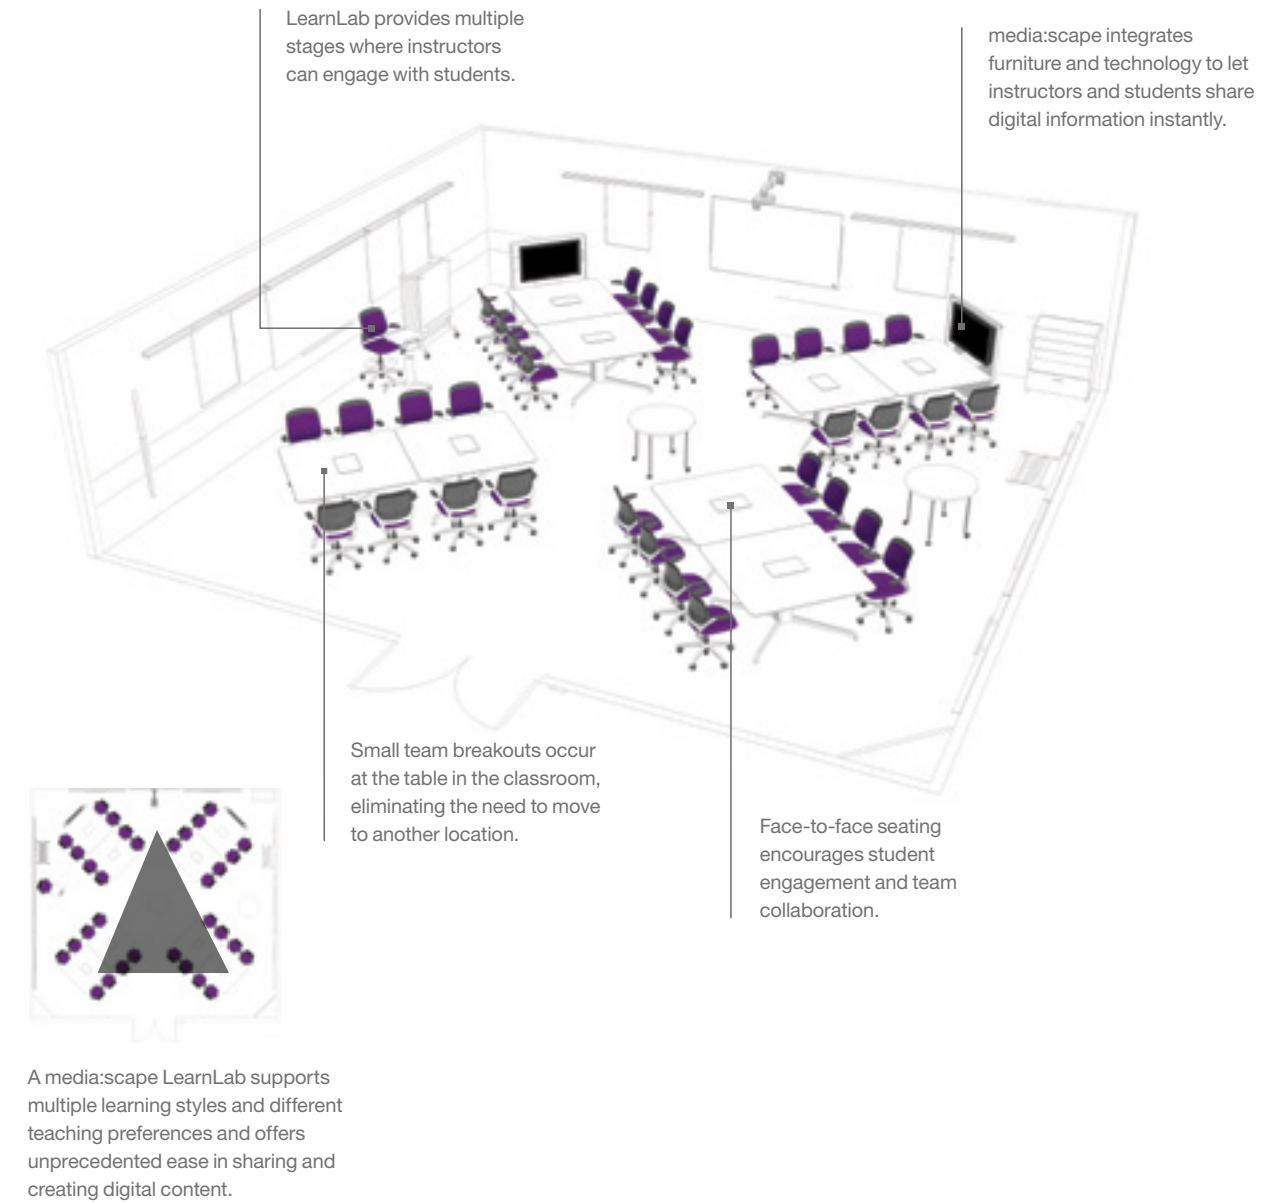 LearnLab provides multiple
stages where instructors
can engage with students.
media:scape integrates
furniture and technology to let
instructors and students share
digital information instantly.
Small team breakouts occur
at the table in the classroom,
eliminating the need to move
to another location.
Face-to-face seating
encourages student
engagement and team
collaboration.
A media:scape LearnLab supports
multiple learning styles and different
teaching preferences and offers
unprecedented ease in sharing and
creating digital content.